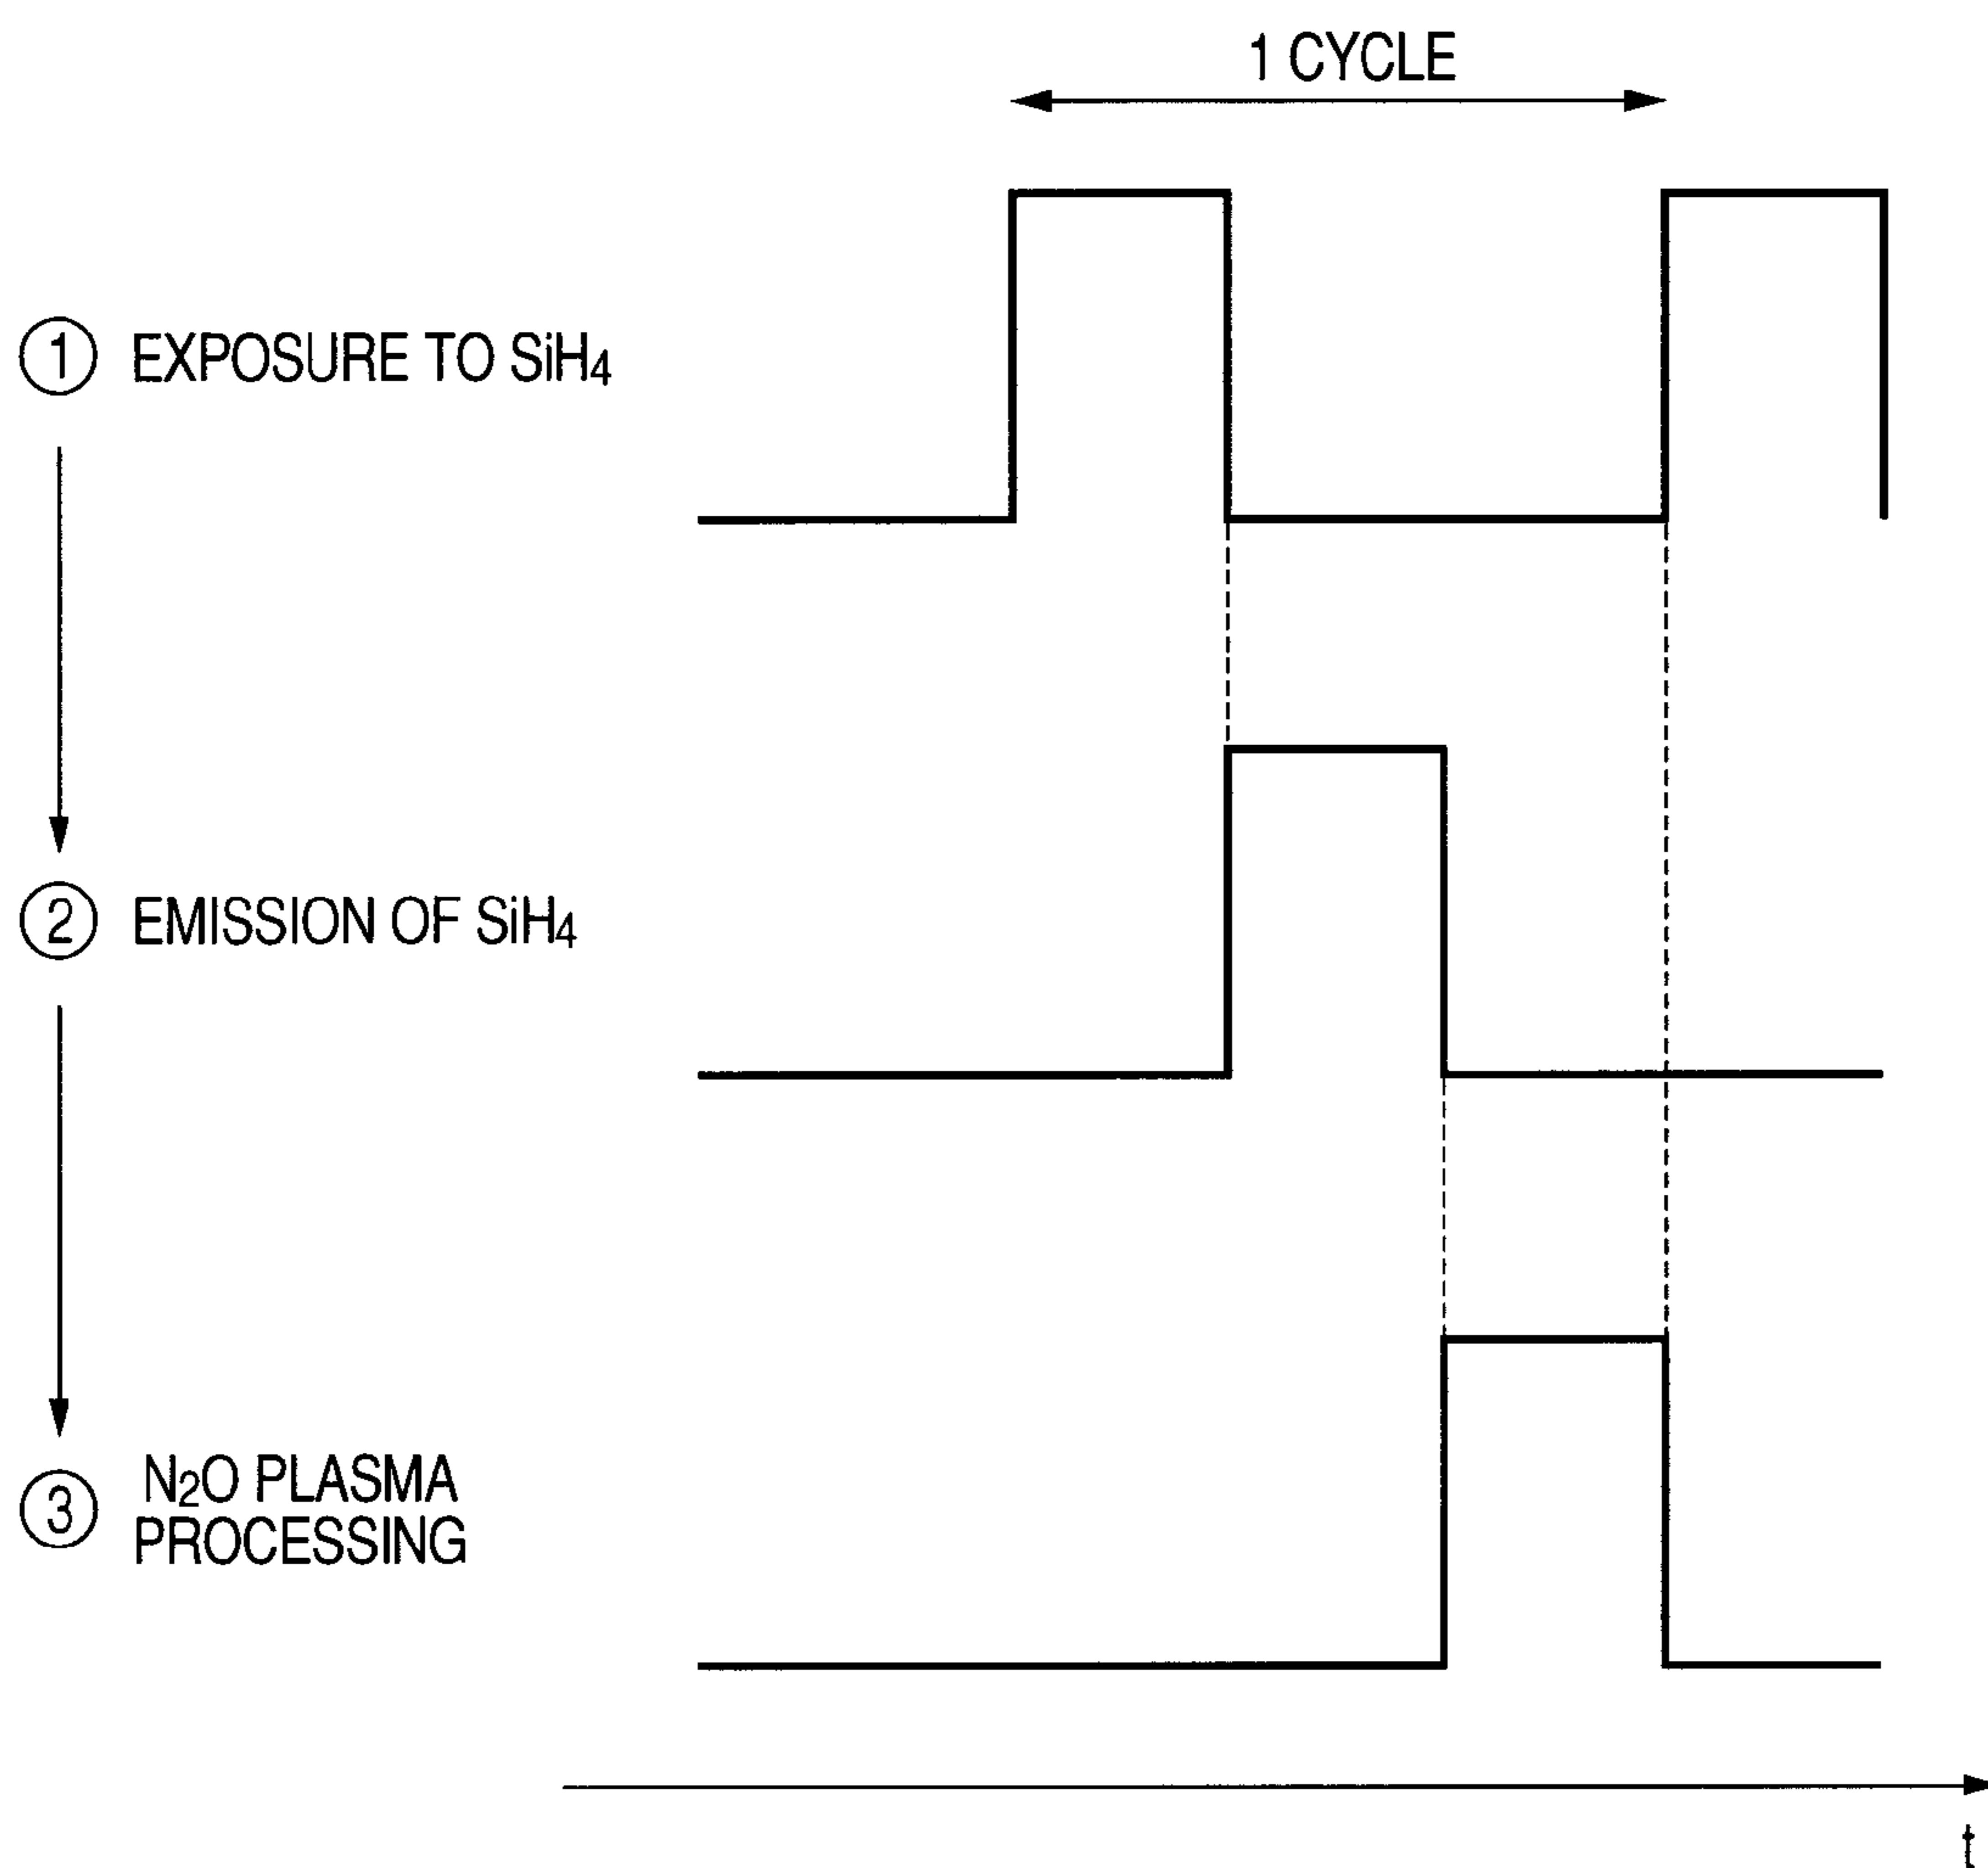 1 CYCLE
① EXPOSURE TO SiH₄
② EMISSION OF SiH₄
③ N₂O PLASMA
PROCESSING
t